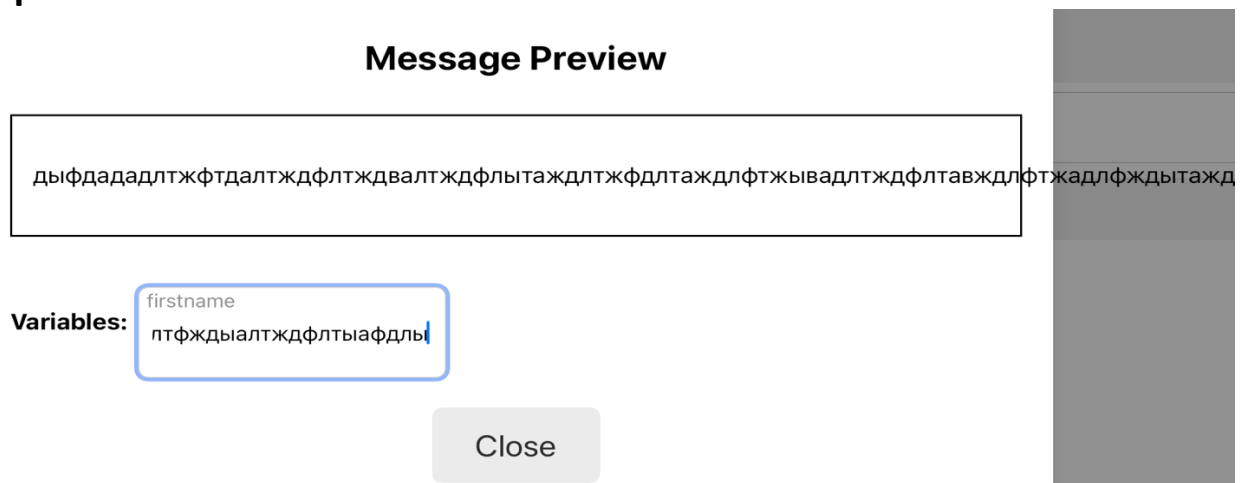 Message Preview
дыфдададлтжфтдалтждфлтждвалтждфлытаждлтжфдлтаждлфтжывадлтждфлтавждлфтжадлфждытажд
firstname
Variables:
лтфждыалтждфлтыафдлы
Close